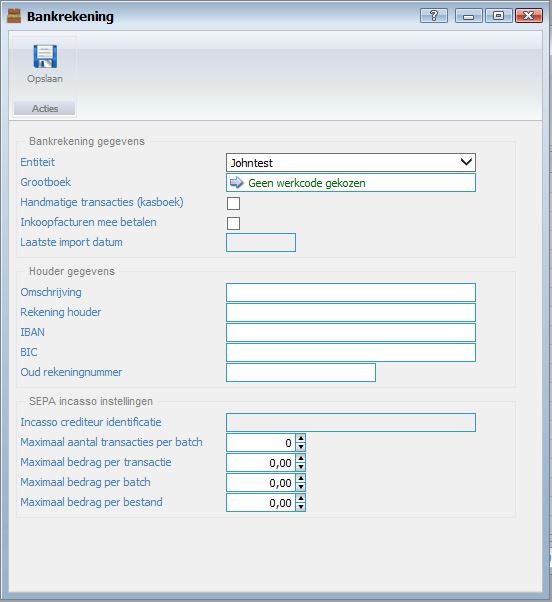 Bankrekening
?
Opslaan
Acties
Bankrekening gegevens
Entiteit Johntest
Grootboek Geen werkcode gekozen
Handmatige transacties (kasboek)
Inkoopfacturen mee betalen
Laatste import datum
Houder gegevens
Omschrijving
Rekening houder
IBAN
BIC
Oud rekeningnummer
SEPA incasso instellingen
Incasso crediteur identificatie
Maximaal aantal transacties per batch 0
Maximaal bedrag per transactie 0,00
Maximaal bedrag per batch 0,00
Maximaal bedrag per bestand 0,00